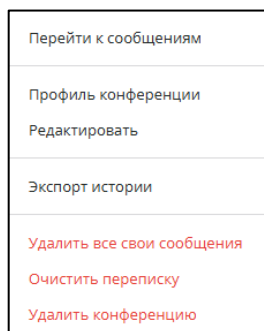 Перейти к сообщениям
Профиль конференции
Редактировать
Экспорт истории
Удалить все свои сообщения
Очистить переписку
Удалить конференцию